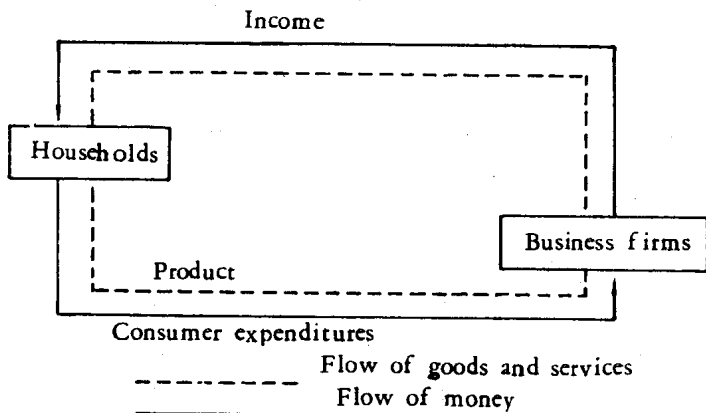 Income
Households
Business firms
Product
Consumer expenditures
Flow of goods and services
Flow of money